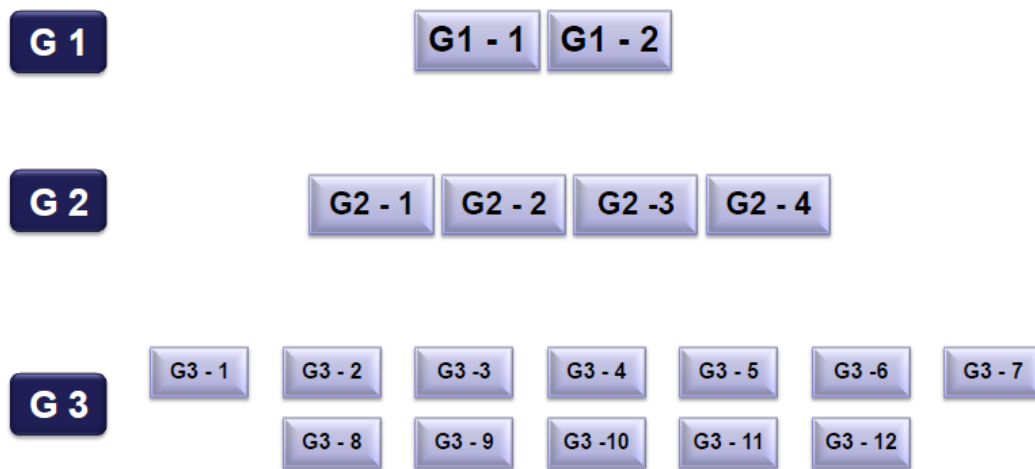 G 1
G1 - 1 G1 - 2
G 2
G2 - 1 G2 - 2 G2 -3 G2 - 4
G 3
G3 - 1 G3 - 2 G3 -3 G3 - 4 G3 - 5 G3 -6 G3 - 7
G3 - 8 G3 - 9 G3 -10 G3 - 11 G3 - 12